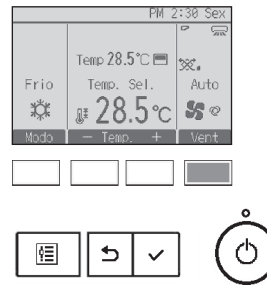 PM 2:30 Sex
Temp 28.5℃
Frio Temp. Sel. Auto
28.5℃
Modo − Temp. + Vent